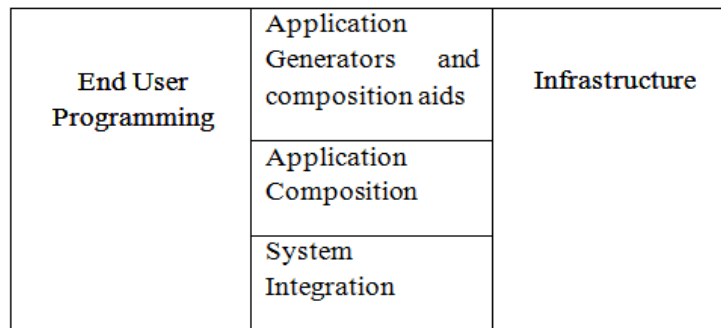 End User
Programming
Application
Generators and
composition aids
Application
Composition
System
Integration
Infrastructure